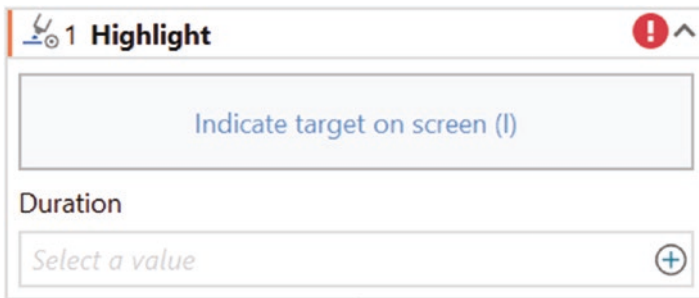 1 Highlight
Indicate target on screen (I)
Duration
Select a value